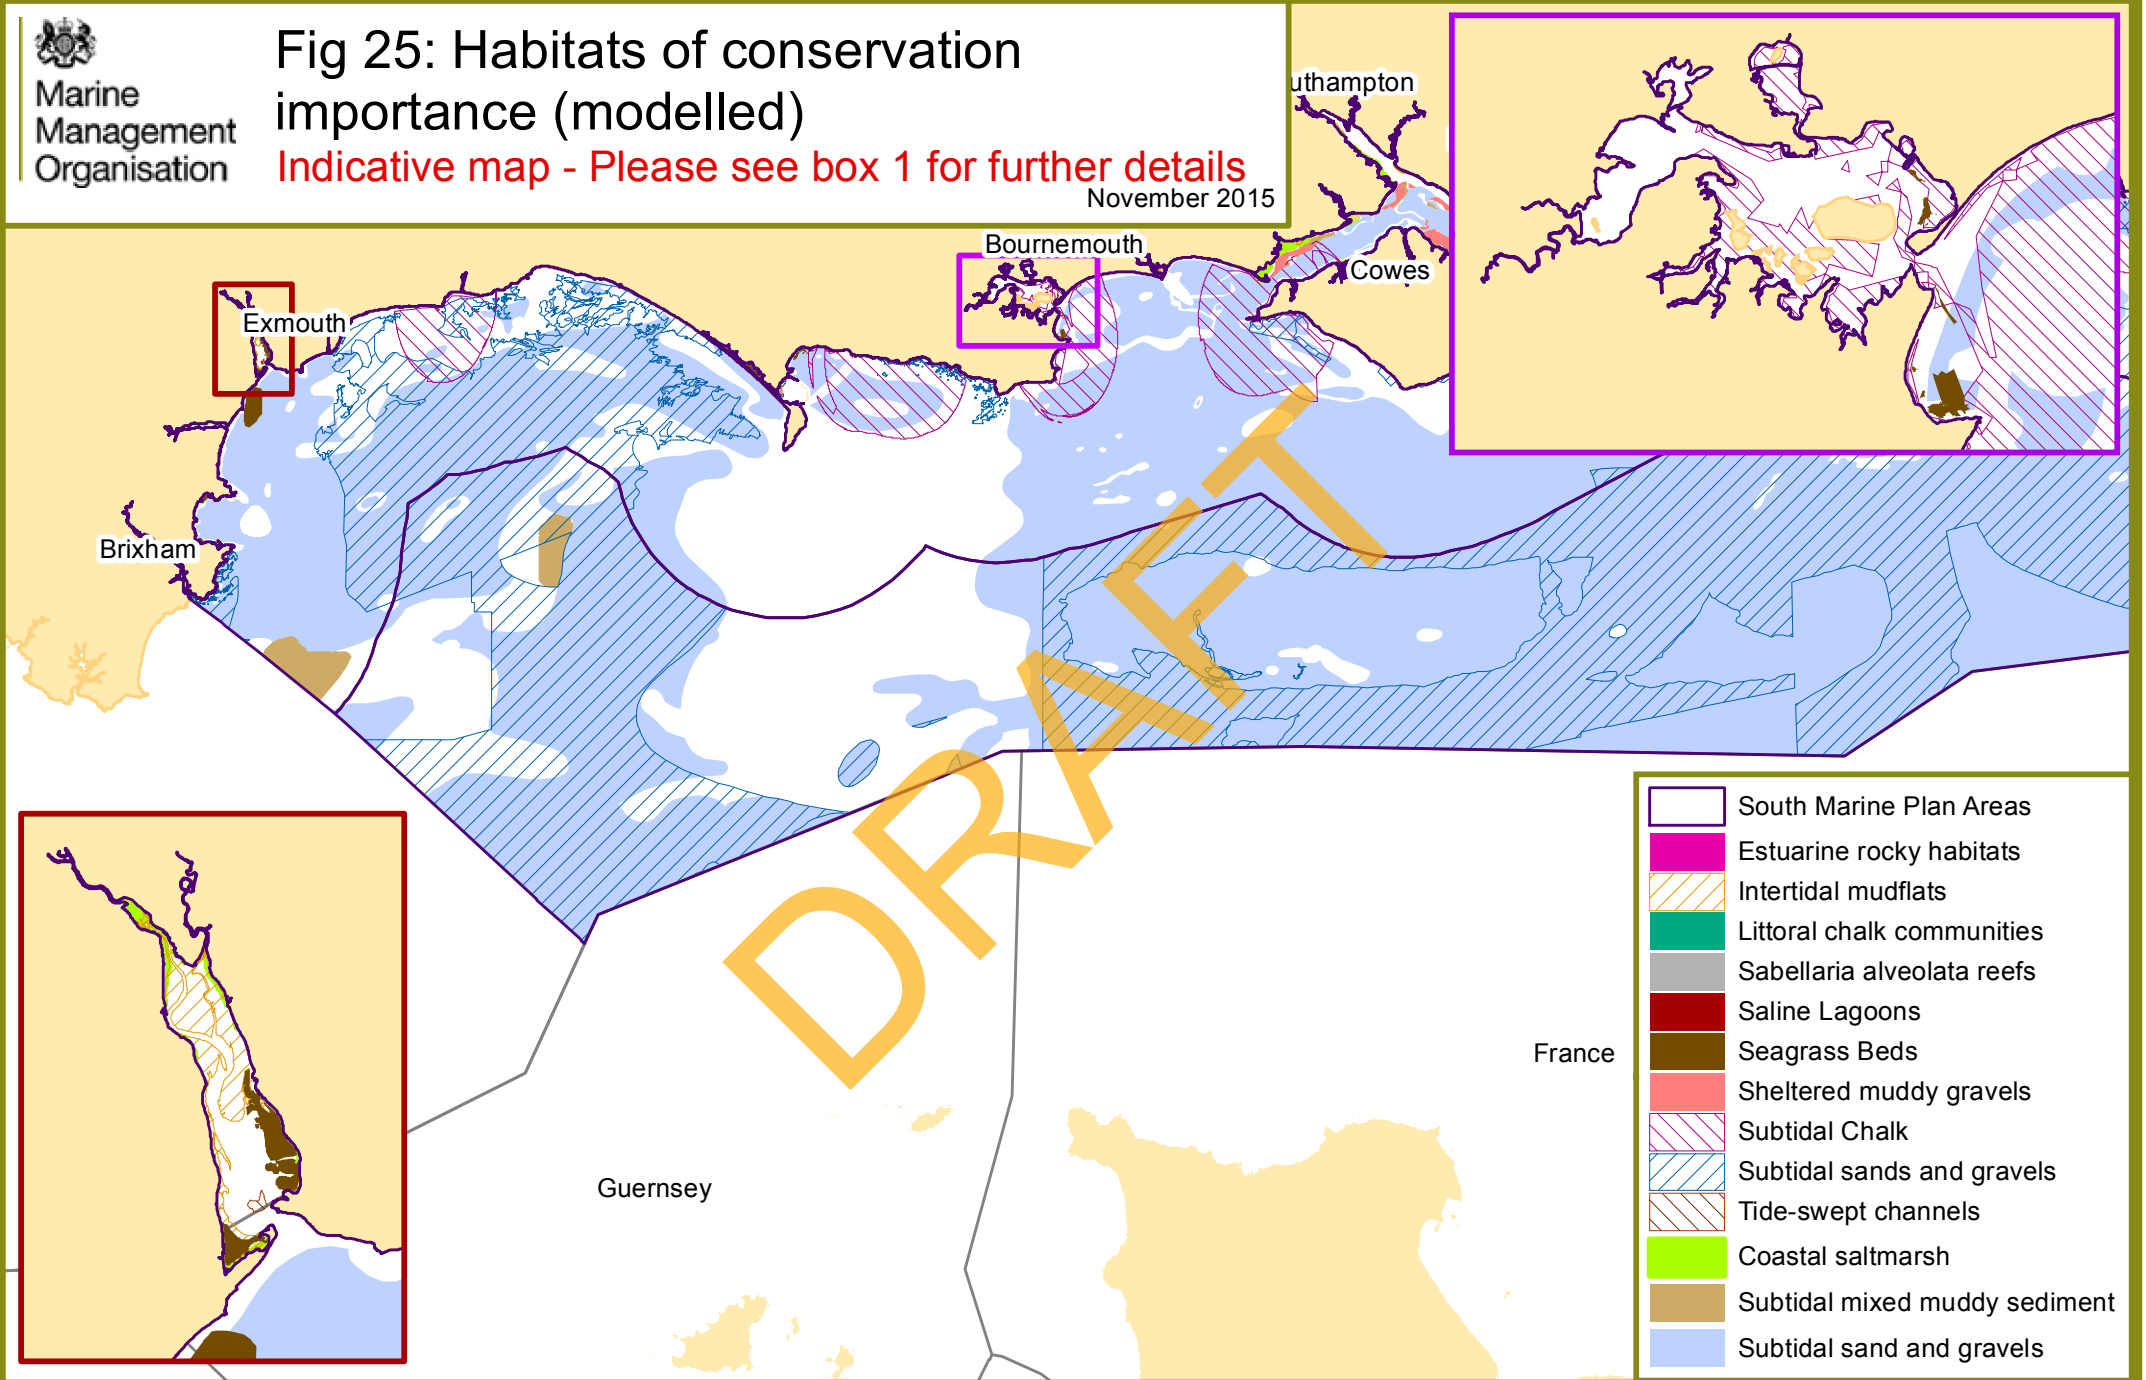 Marine
Management
Organisation
Fig 25: Habitats of conservation
importance (modelled)
Indicative map - Please see box 1 for further details
November 2015
uthampton
Bournemouth
Cowes
Exmouth
Brixham
DRAFT
France
Guernsey
South Marine Plan Areas
Estuarine rocky habitats
Intertidal mudflats
Littoral chalk communities
Sabellaria alveolata reefs
Saline Lagoons
Seagrass Beds
Sheltered muddy gravels
Subtidal Chalk
Subtidal sands and gravels
Tide-swept channels
Coastal saltmarsh
Subtidal mixed muddy sediment
Subtidal sand and gravels